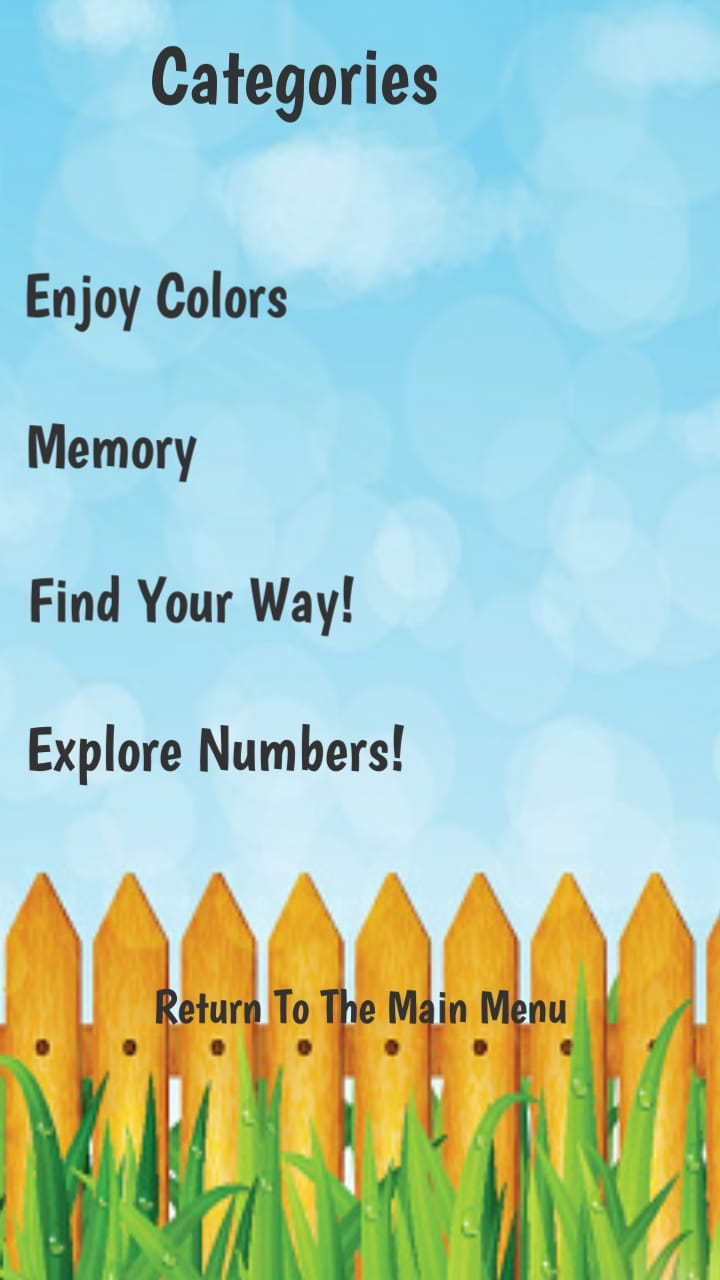 Categories
Enjoy Colors
Memory
Find Your Way!
Explore Numbers!
Return To The Main Menu